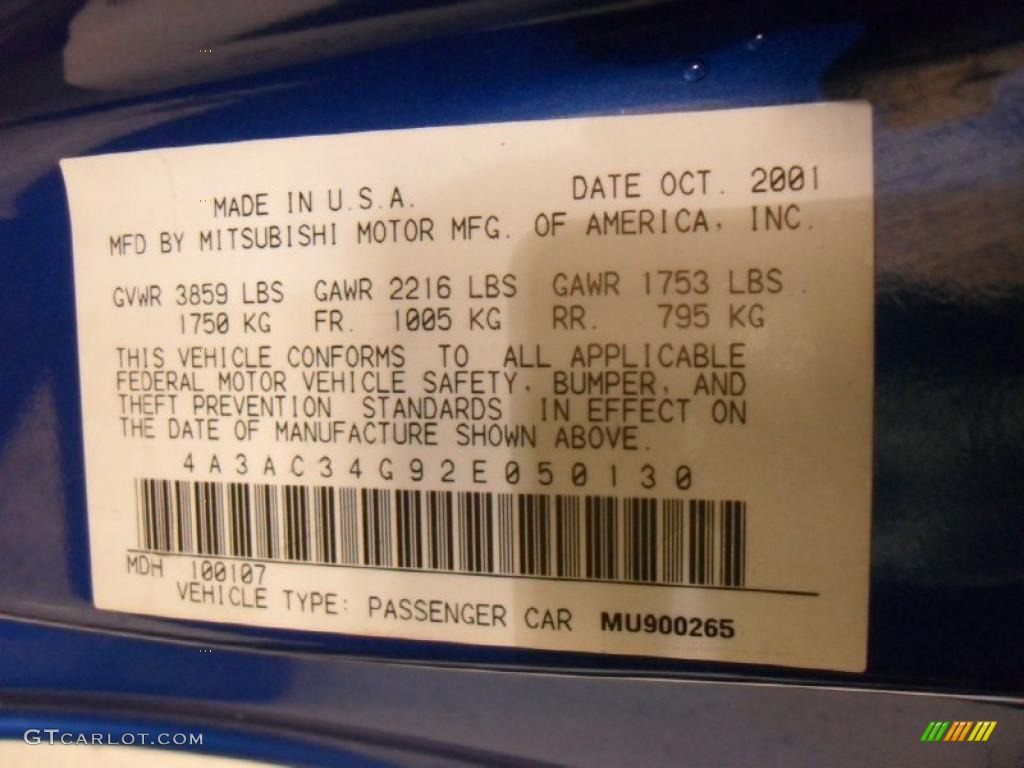 MADE IN U.S.A. DATE OCT. 2001
MFD BY MITSUBISHI MOTOR MFG. OF AMERICA, INC.
GVWR 3859 LBS GAWR 2216 LBS GAWR 1753 LBS.
1750 KG FR. 1005 KG RR. 795 KG
THIS VEHICLE CONFORMS TO ALL APPLICABLE
FEDERAL MOTOR VEHICLE SAFETY, BUMPER, AND
THEFT PREVENTION STANDARDS IN EFFECT ON
THE DATE OF MANUFACTURE SHOWN ABOVE.
4A3AC34G92E050130
MDH 100107
VEHICLE TYPE: PASSENGER CAR MU900265
GTCARLOT.COM